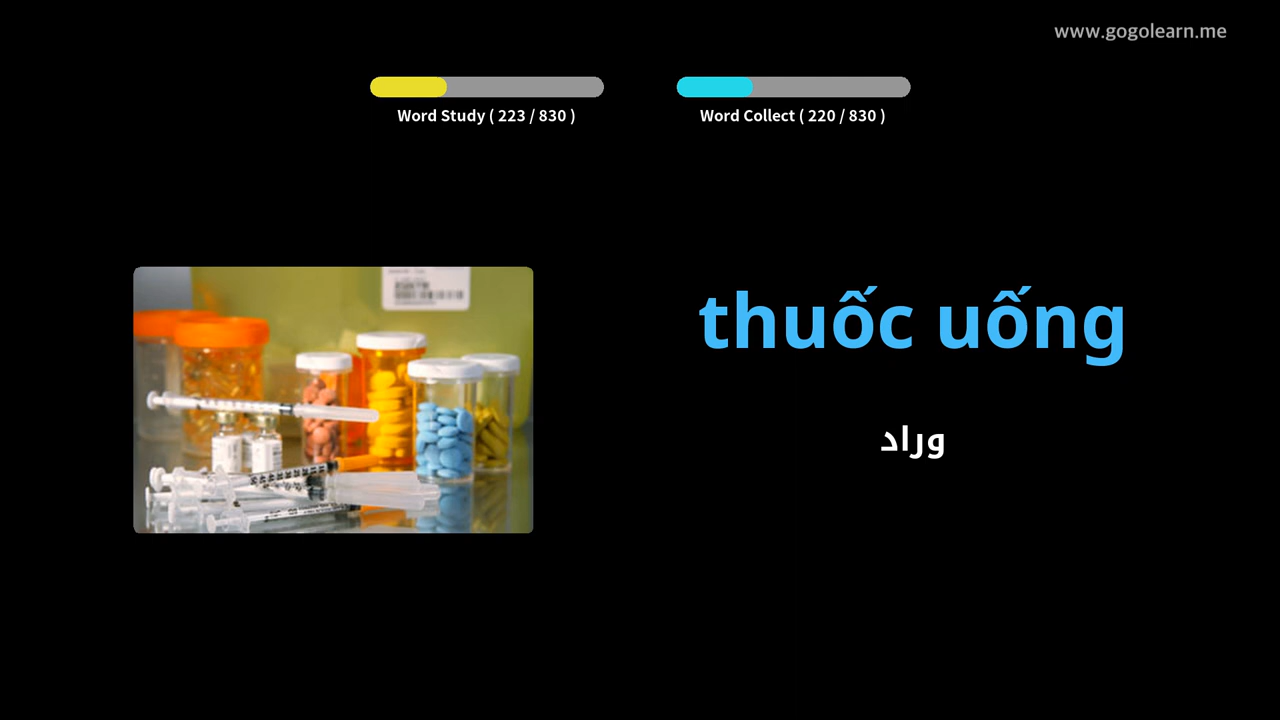 www.gogolearn.me
Word Study ( 223 / 830 )
Word Collect ( 220 / 830 )
thuốc uống
وراد